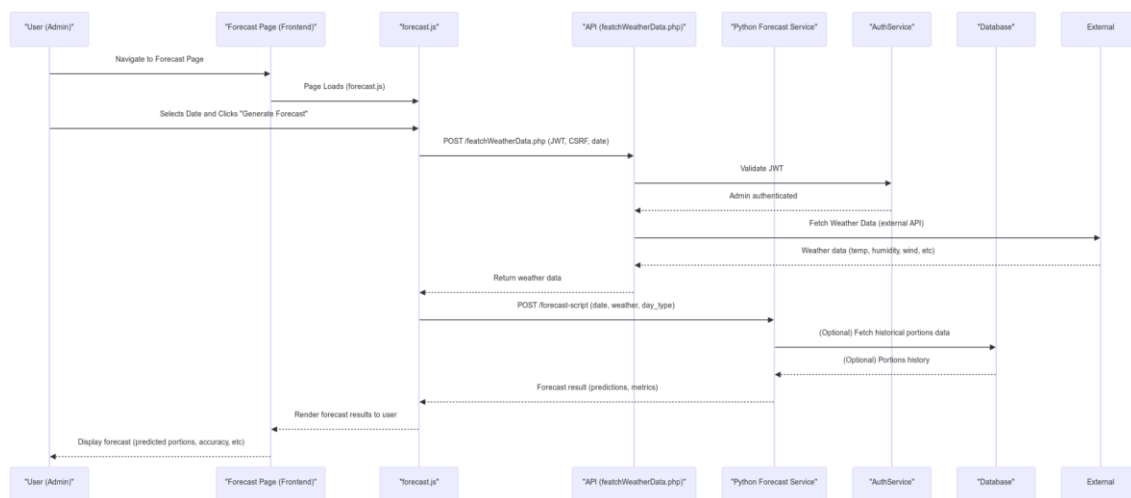 "User (Admin)" "Forecast Page (Frontend)" "forecast.js" "API (featchWeatherData.php)" "Python Forecast Service" "AuthService" "Database" External
Navigate to Forecast Page
Page Loads (forecast.js)
Selects Date and Clicks "Generate Forecast"
POST /featchWeatherData.php (JWT, CSRF, date)
Validate JWT
Admin authenticated
Fetch Weather Data (external API)
Weather data (temp, humidity, wind, etc)
Return weather data
POST /forecast-script (date, weather, day_type)
(Optional) Fetch historical portions data
(Optional) Portions history
Forecast result (predictions, metrics)
Render forecast results to user
Display forecast (predicted portions, accuracy, etc)
"User (Admin)" "Forecast Page (Frontend)" "forecast.js" "API (featchWeatherData.php)" "Python Forecast Service" "AuthService" "Database" External